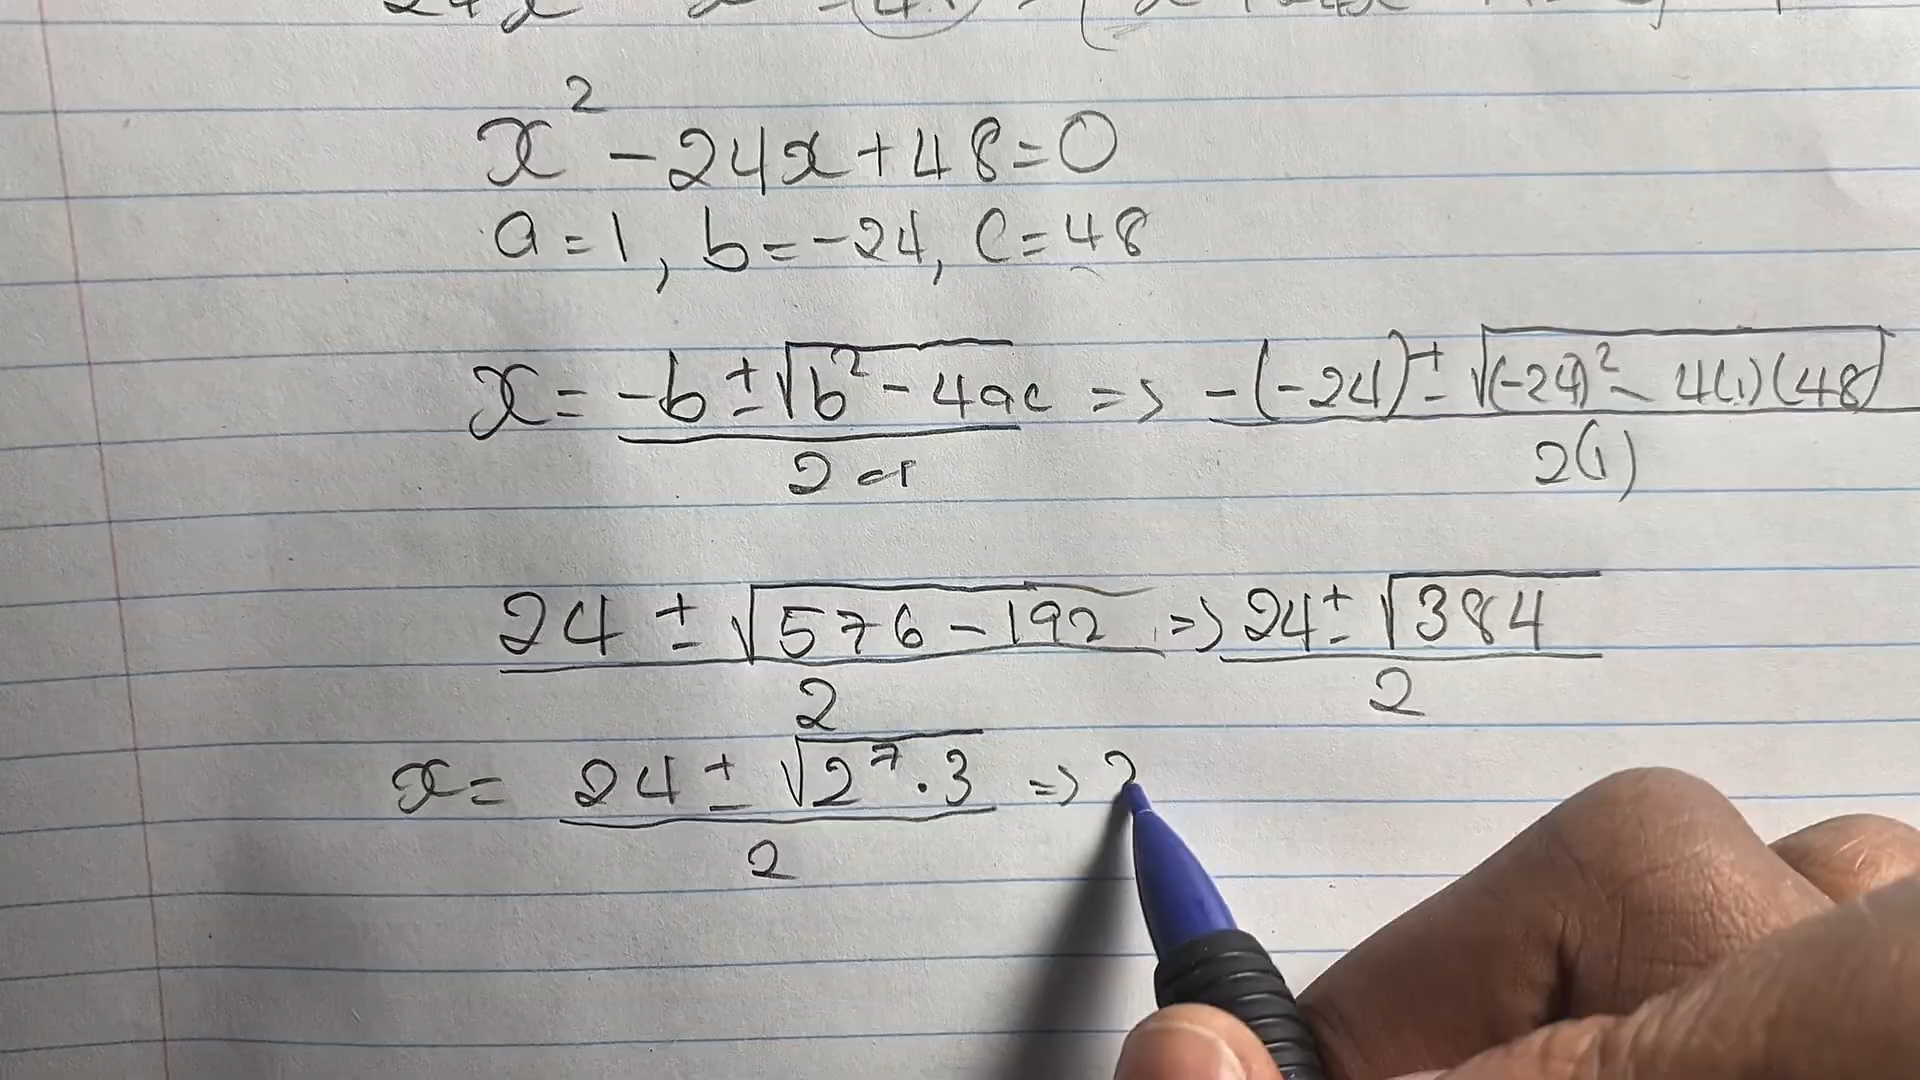 x² - 24x + 48 = 0
a = 1, b = -24, c = 48
x = (-b ± √(b² - 4ac))/2a => (-(-24) ± √((-24)² - 4(1)(48)))/2(1)
(24 ± √(576 - 192))/2 => (24 ± √384)/2
x = (24 ± √(2⁷ · 3))/2 => 2